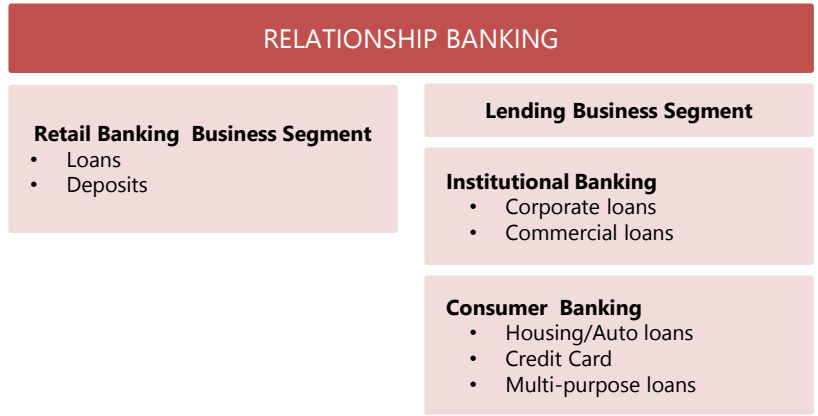 RELATIONSHIP BANKING
Retail Banking Business Segment
• Loans
• Deposits
Lending Business Segment
Institutional Banking
• Corporate loans
• Commercial loans
Consumer Banking
• Housing/Auto loans
• Credit Card
• Multi-purpose loans